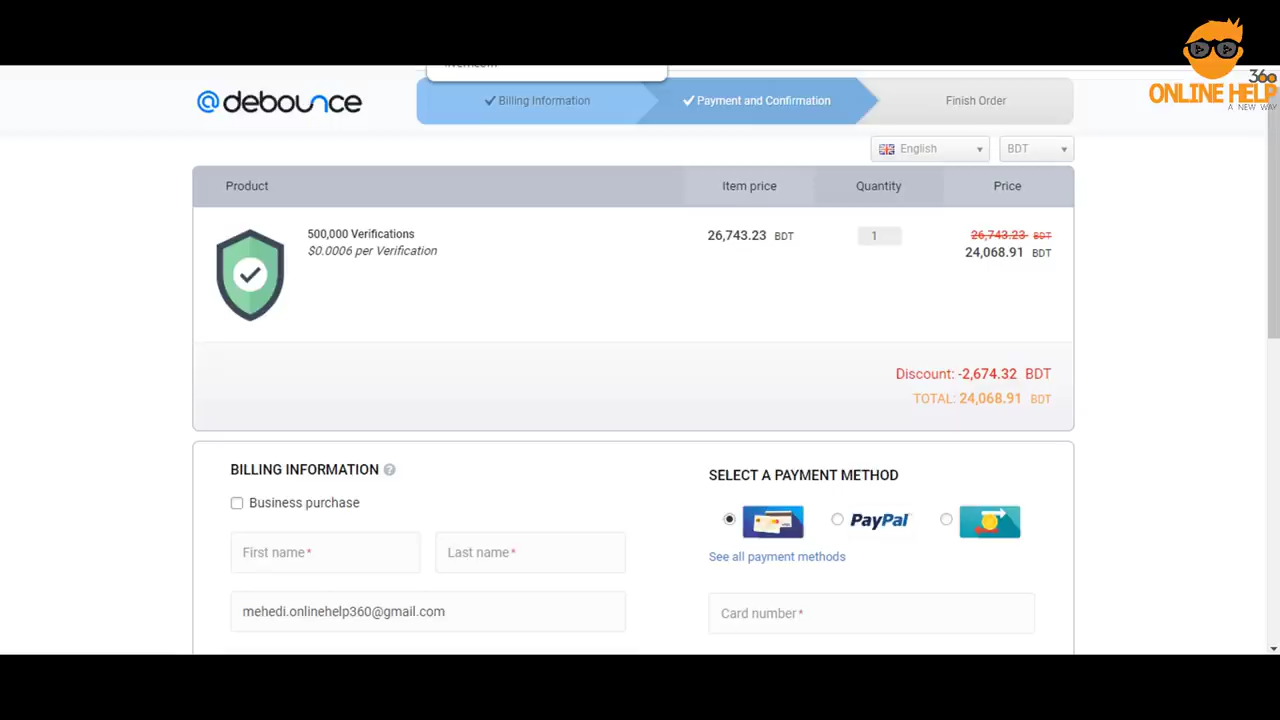 360
ONLINE HELP
A NEW WAY
@debounce
✔ Billing Information
✔ Payment and Confirmation
Finish Order
English
BDT
Product
Item price
Quantity
Price
500,000 Verifications
26,743.23 BDT
1
26,743.23 BDT
$0.0006 per Verification
24,068.91 BDT
Discount: -2,674.32 BDT
TOTAL: 24,068.91 BDT
BILLING INFORMATION ?
SELECT A PAYMENT METHOD
Business purchase
PayPal
See all payment methods
First name*
Last name*
mehedi.onlinehelp360@gmail.com
Card number*